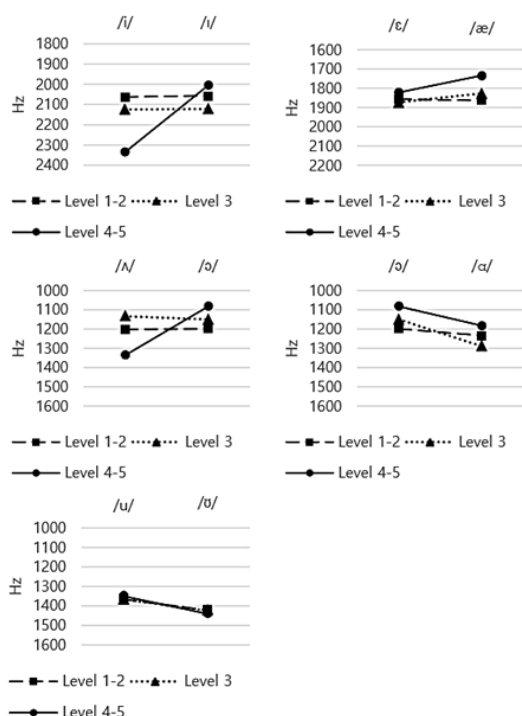 /i/ /ɪ/
1800
1900
2000
2100
2200
2300
2400
Hz
Level 1-2 Level 3
Level 4-5
/ɛ/ /æ/
1600
1700
1800
1900
2000
2100
2200
Hz
Level 1-2 Level 3
Level 4-5
/ʌ/ /ɔ/
1000
1100
1200
1300
1400
1500
1600
Hz
Level 1-2 Level 3
Level 4-5
/ɔ/ /ɑ/
1000
1100
1200
1300
1400
1500
1600
Hz
Level 1-2 Level 3
Level 4-5
/u/ /ʊ/
1000
1100
1200
1300
1400
1500
1600
Hz
Level 1-2 Level 3
Level 4-5